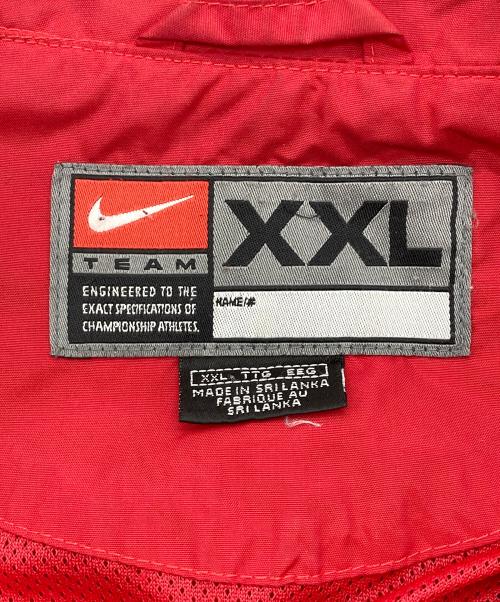 XXL
TEAM
ENGINEERED TO THE
EXACT SPECIFICATIONS OF
CHAMPIONSHIP ATHLETES.
NAME/#
XXL TTG EEG
MADE IN SRI LANKA
FABRIQUE AU
SRI LANKA